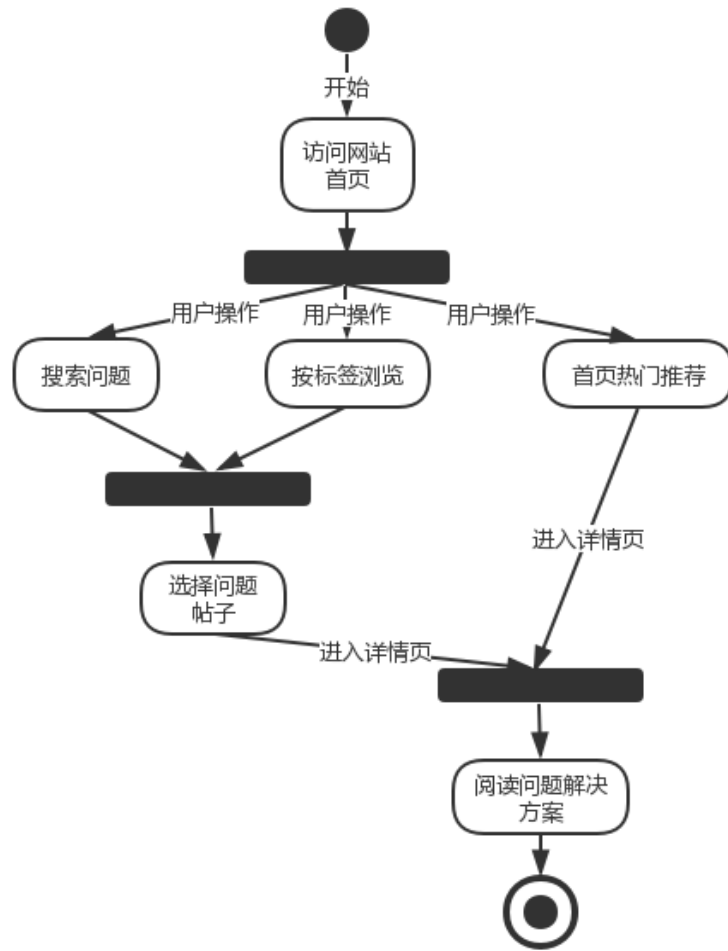 开始
访问网站
首页
用户操作
用户操作
用户操作
搜索问题
按标签浏览
首页热门推荐
进入详情页
选择问题
帖子
进入详情页
阅读问题解决
方案